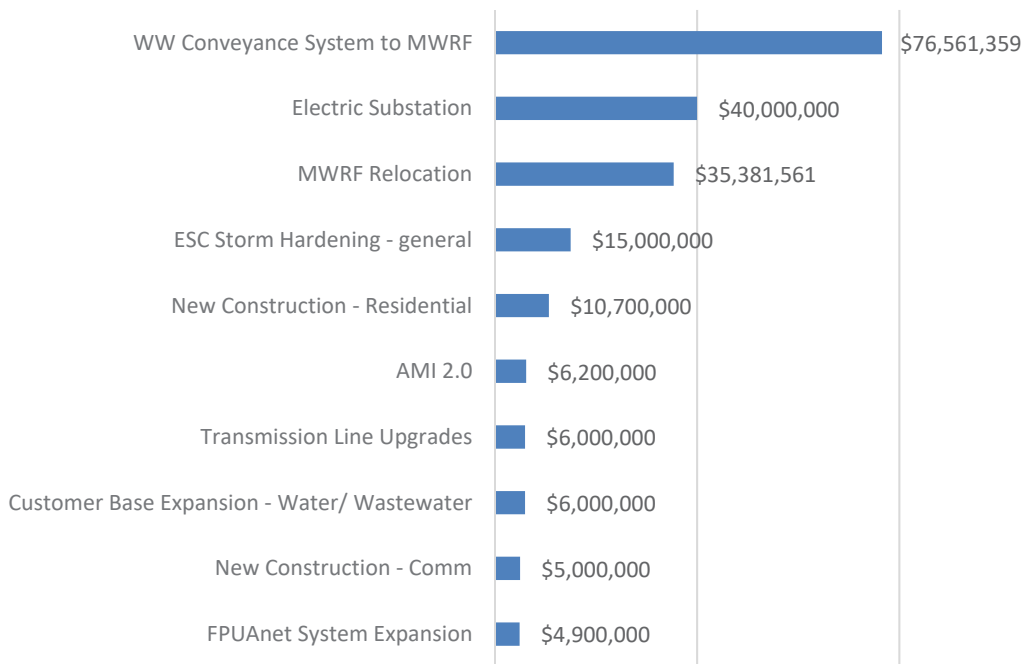 WW Conveyance System to MWRF $76,561,359
Electric Substation $40,000,000
MWRF Relocation $35,381,561
ESC Storm Hardening - general $15,000,000
New Construction - Residential $10,700,000
AMI 2.0 $6,200,000
Transmission Line Upgrades $6,000,000
Customer Base Expansion - Water/ Wastewater $6,000,000
New Construction - Comm $5,000,000
FPUAnet System Expansion $4,900,000